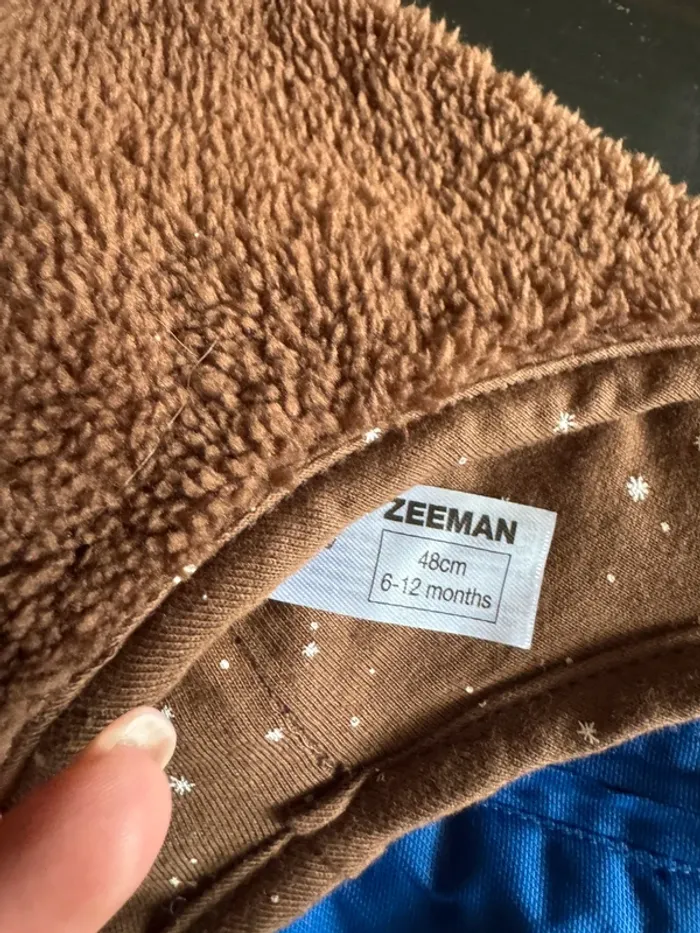 ZEEMAN
48cm
6-12 months